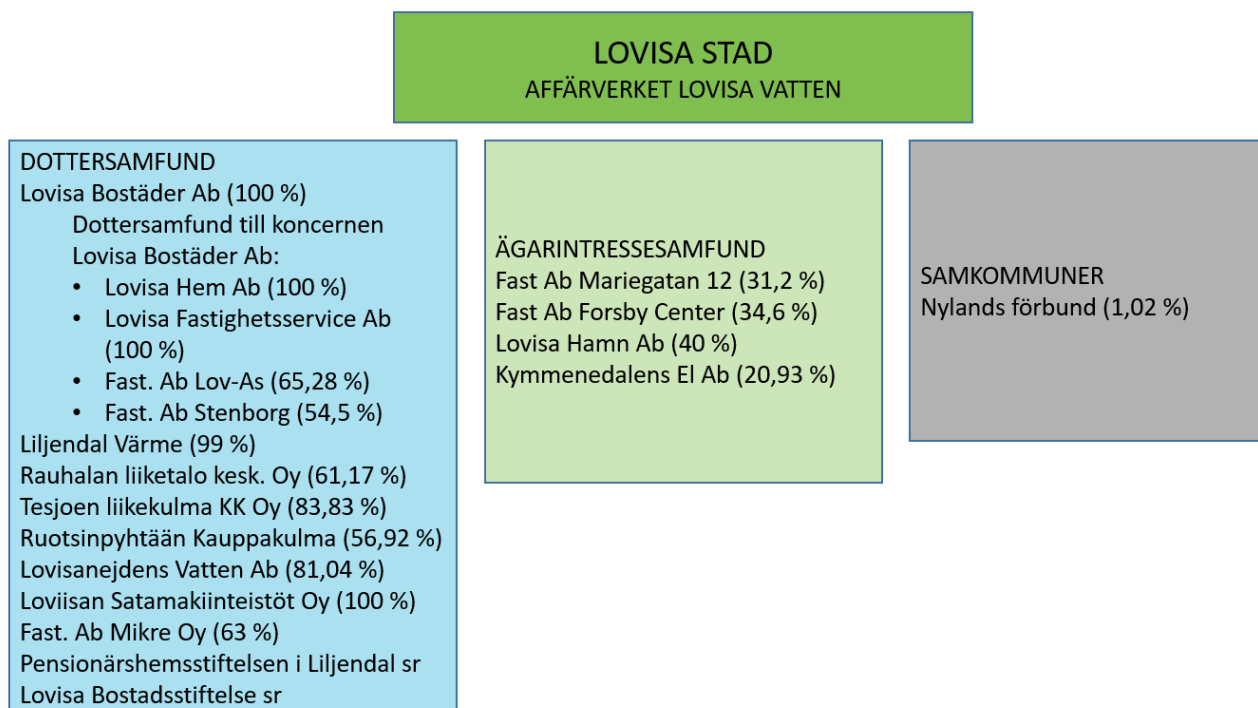 LOVISA STAD
AFFÄRVERKET LOVISA VATTEN
DOTTERSAMFUND
Lovisa Bostäder Ab (100 %)
Dottersamfund till koncernen
Lovisa Bostäder Ab:
• Lovisa Hem Ab (100 %)
• Lovisa Fastighetsservice Ab
(100 %)
• Fast. Ab Lov-As (65,28 %)
• Fast. Ab Stenborg (54,5 %)
Liljendal Värme (99 %)
Rauhalan liiketalo kesk. Oy (61,17 %)
Tesjoen liikekulma KK Oy (83,83 %)
Ruotsinpyhtään Kauppakulma (56,92 %)
Lovisanejdens Vatten Ab (81,04 %)
Loviisan Satamakiinteistöt Oy (100 %)
Fast. Ab Mikre Oy (63 %)
Pensionärshemsstiftelsen i Liljendal sr
Lovisa Bostadsstiftelse sr
ÄGARINTRESSESAMFUND
Fast Ab Mariegatan 12 (31,2 %)
Fast Ab Forsby Center (34,6 %)
Lovisa Hamn Ab (40 %)
Kymmenedalens El Ab (20,93 %)
SAMKOMMUNER
Nylands förbund (1,02 %)